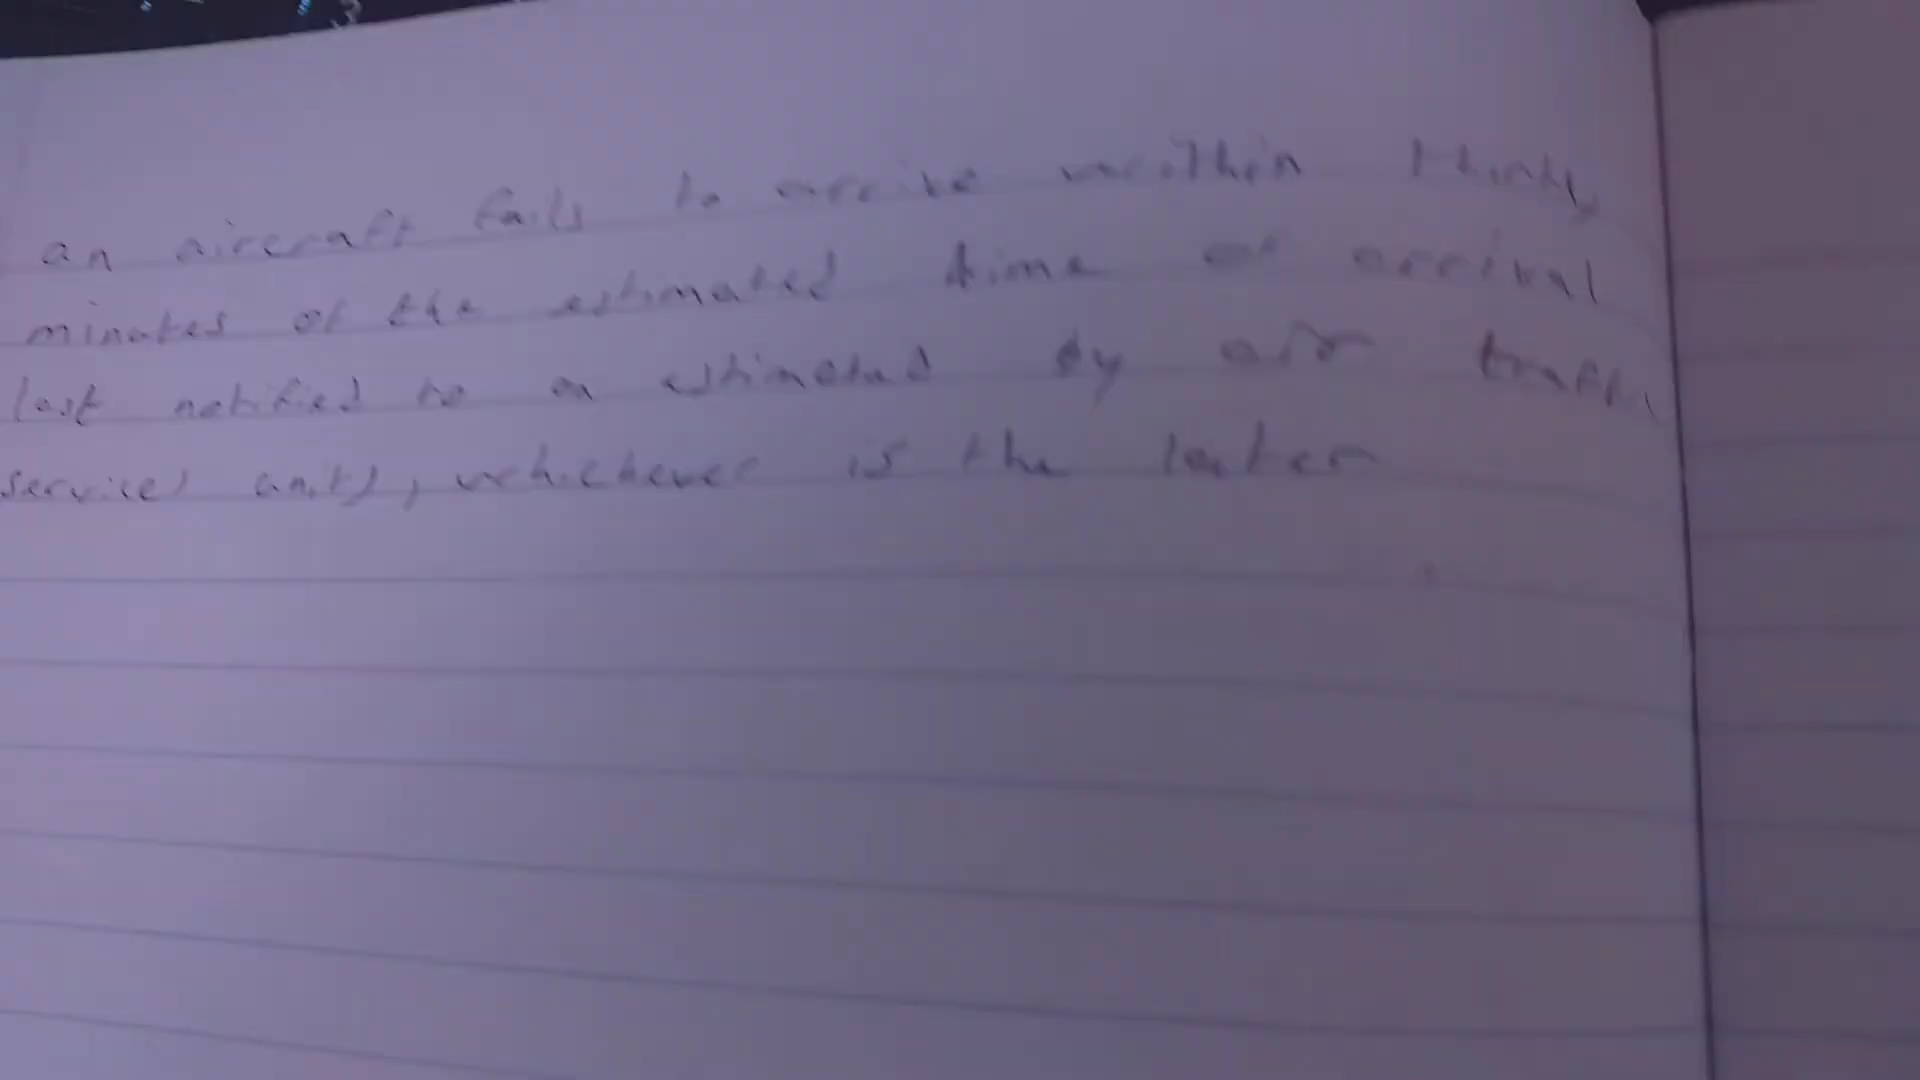 an aircraft fails to arrive within thirty
minutes of the estimated time of arrival
last notified to or estimated by air traffic
services units, whichever is the later